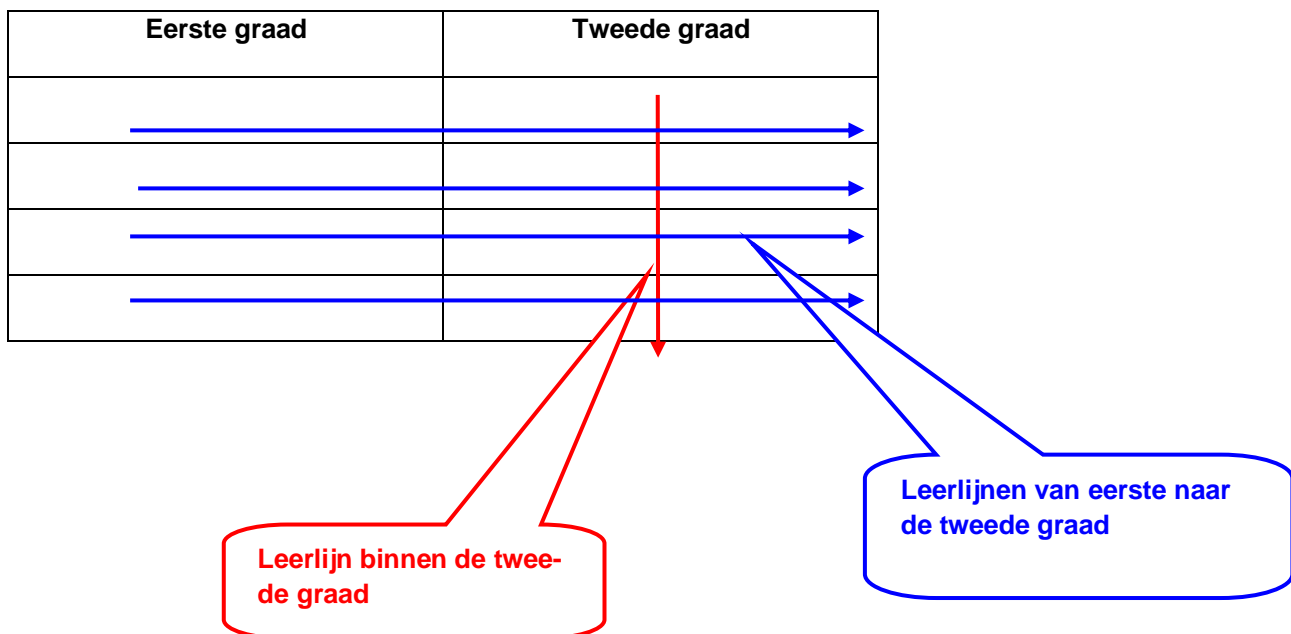 Eerste graad
Tweede graad
Leerlijnen van eerste naar
de tweede graad
Leerlijn binnen de twee-
de graad